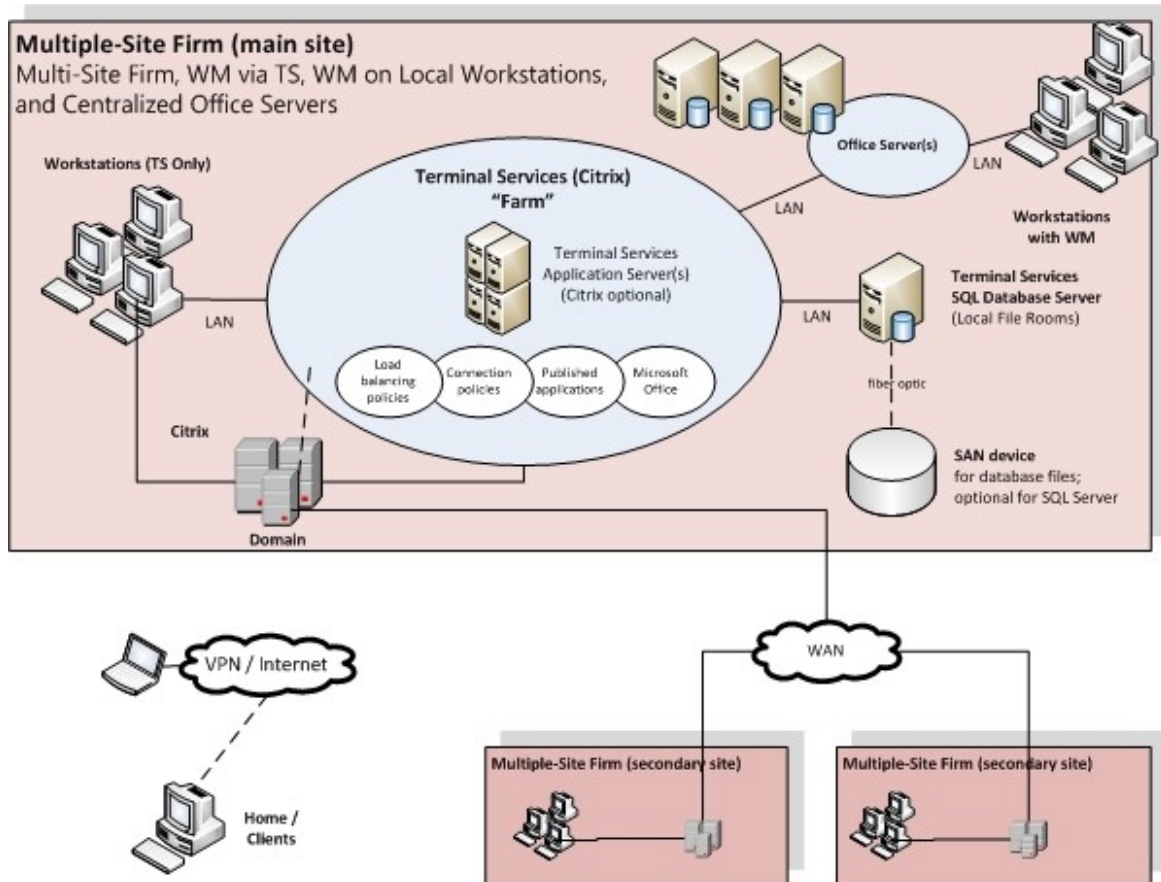 Multiple-Site Firm (main site)
Multi-Site Firm, WM via TS, WM on Local Workstations,
and Centralized Office Servers
Workstations (TS Only)
Terminal Services (Citrix)
“Farm”
Terminal Services
Application Server(s)
(Citrix optional)
Office Server(s)
LAN
LAN
Workstations
with WM
LAN
LAN
Terminal Services
SQL Database Server
(Local File Rooms)
Load
balancing
policies
Connection
policies
Published
applications
Microsoft
Office
fiber optic
Citrix
SAN device
for database files;
optional for SQL Server
Domain
VPN / Internet
WAN
Multiple-Site Firm (secondary site)
Multiple-Site Firm (secondary site)
Home /
Clients